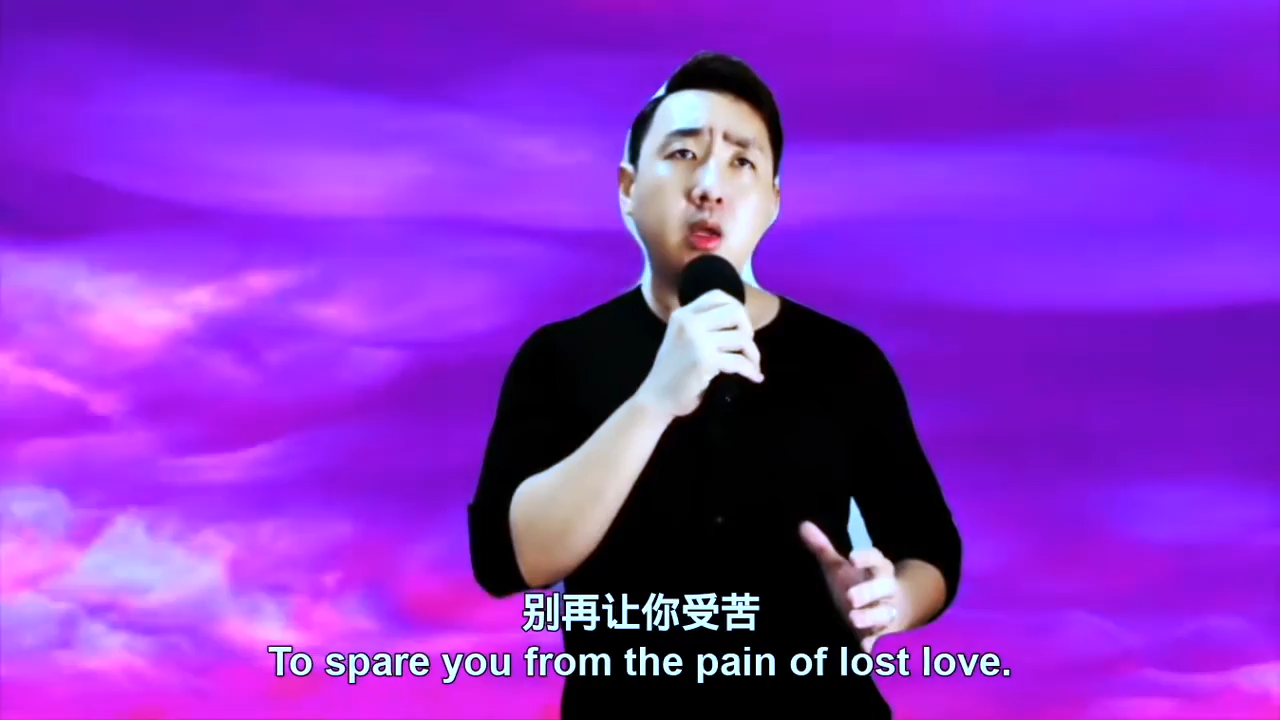 别再让你受苦
To spare you from the pain of lost love.